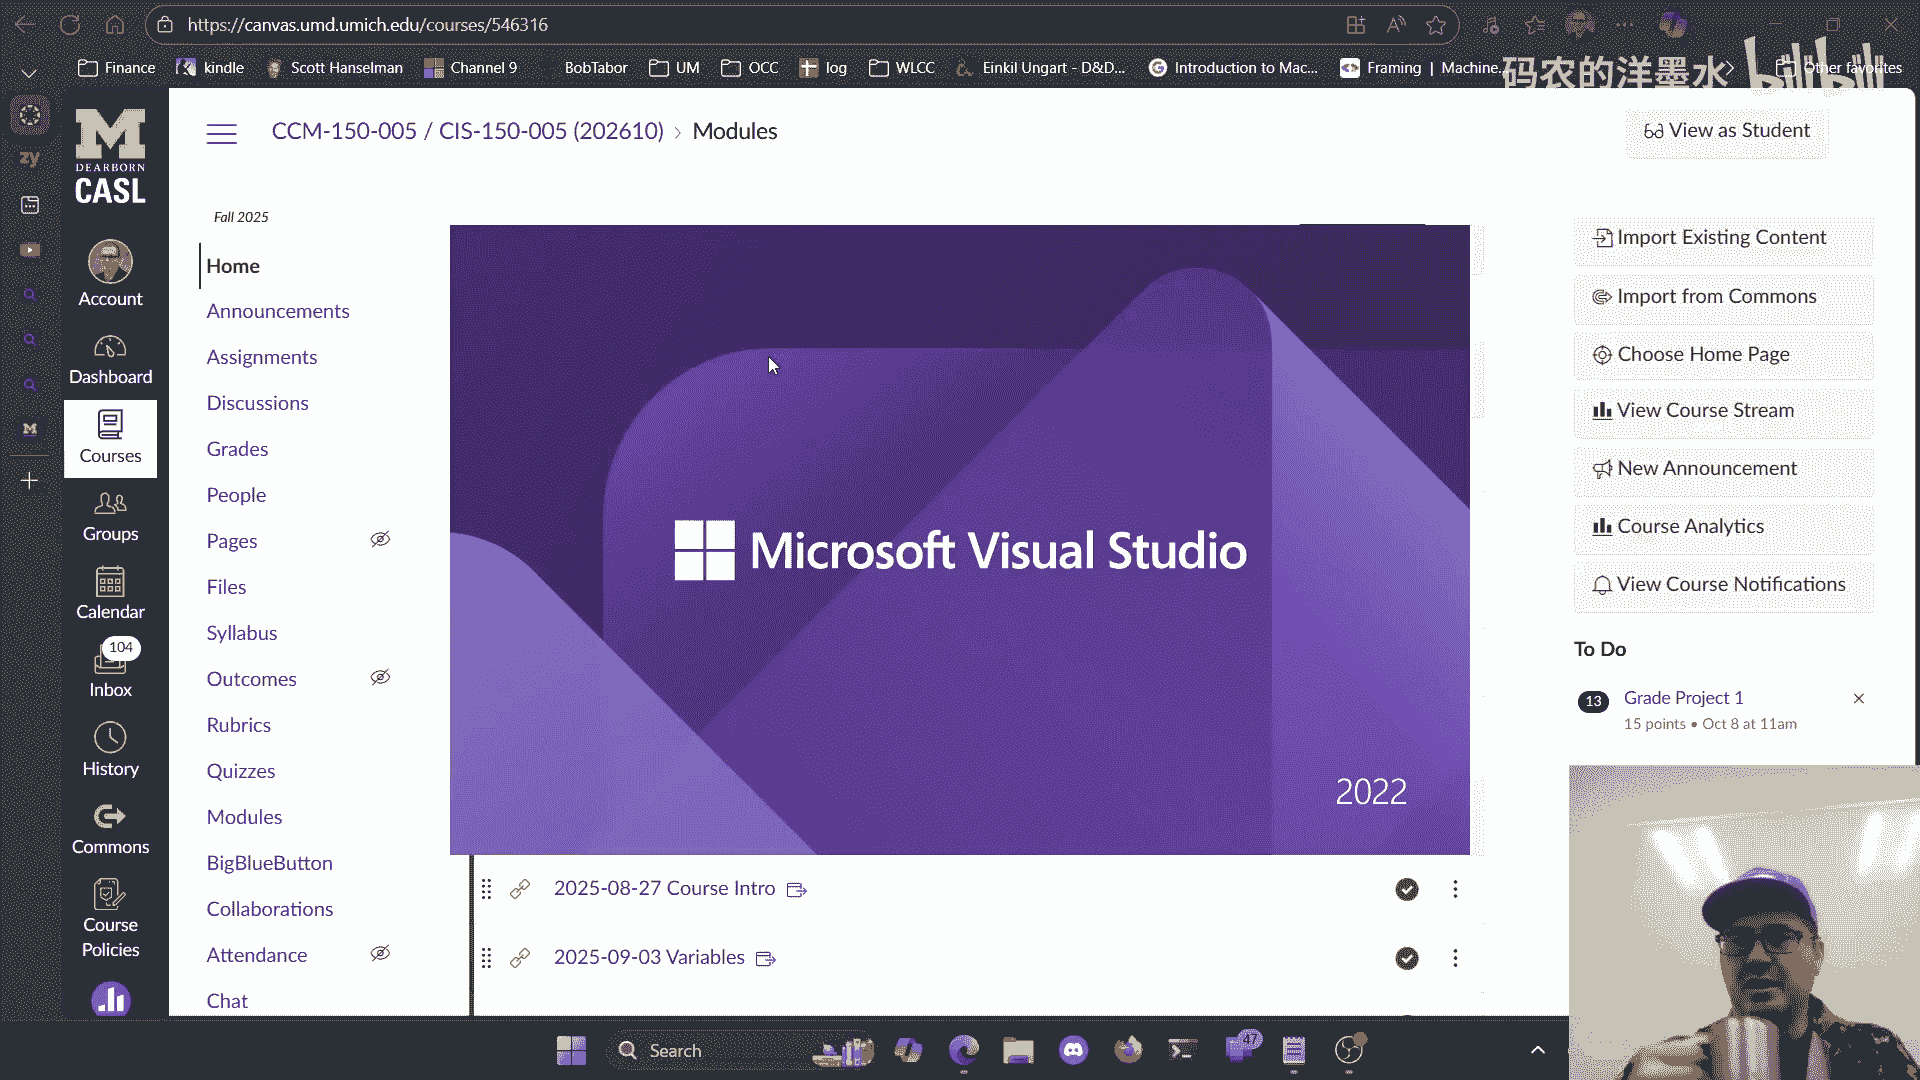 https://canvas.umd.umich.edu/courses/546316
Finance
kindle
Scott Hanselman
Channel 9
BobTabor
UM
OCC
log
WLCC
Einkil Ungart - D&D...
Introduction to Mac...
Framing | Machine...
Other favorites
码农的洋墨水
bilibili
zy
M
DEARBORN
CASL
Account
Dashboard
Courses
Groups
Calendar
104
Inbox
History
Commons
Course
Policies
CCM-150-005 / CIS-150-005 (202610) › Modules
View as Student
Fall 2025
Home
Announcements
Assignments
Discussions
Grades
People
Pages
Files
Syllabus
Outcomes
Rubrics
Quizzes
Modules
BigBlueButton
Collaborations
Attendance
Chat
Microsoft Visual Studio
2022
2025-08-27 Course Intro
2025-09-03 Variables
Import Existing Content
Import from Commons
Choose Home Page
View Course Stream
New Announcement
Course Analytics
View Course Notifications
To Do
13
Grade Project 1
15 points • Oct 8 at 11am
Search
47